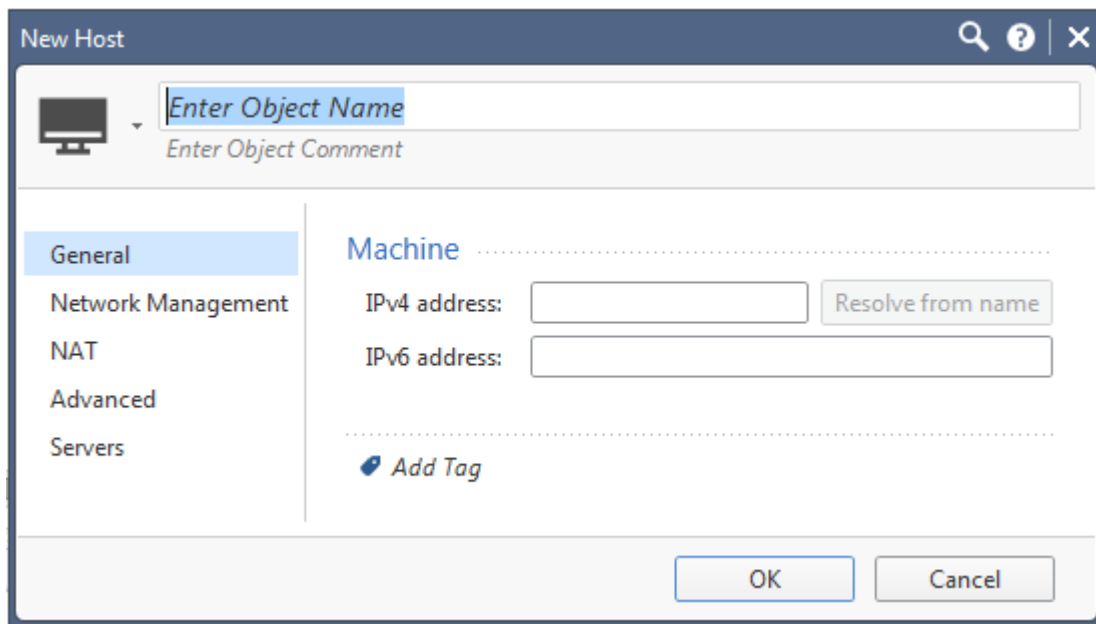 New Host
Enter Object Name
Enter Object Comment
General
Network Management
NAT
Advanced
Servers
Machine
IPv4 address:
Resolve from name
IPv6 address:
Add Tag
OK
Cancel